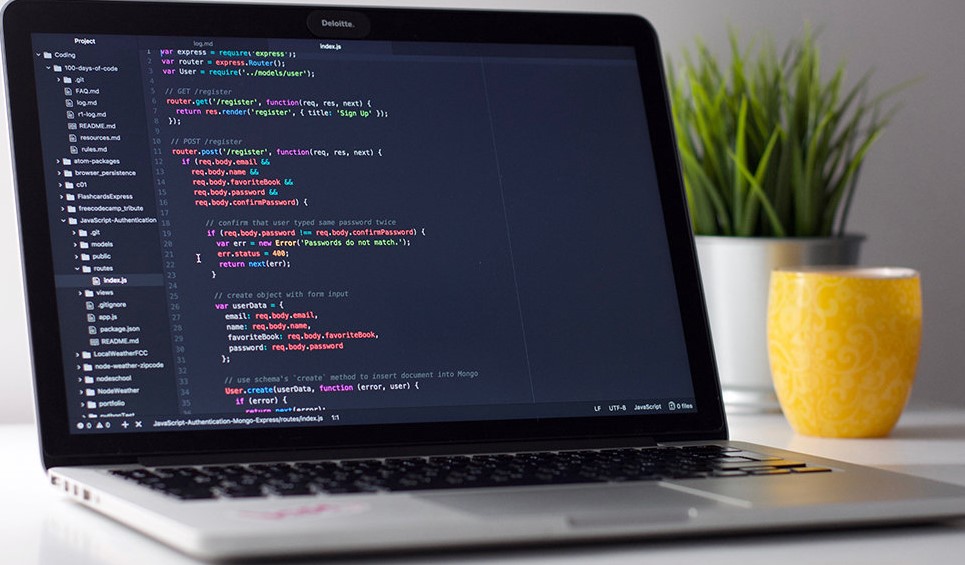 Deloitte.
Project
log.md
index.js
Coding
100-days-of-code
.git
FAQ.md
log.md
r1-log.md
README.md
resources.md
rules.md
atom-packages
browser_persistence
c01
FlashcardsExpress
freecodecamp_tribute
JavaScript-Authentication
.git
models
public
routes
index.js
views
.gitignore
app.js
package.json
README.md
LocalWeatherFCC
node-weather-zipcode
nodeschool
NodeWeather
portfolio
pythonTest
1 var express = require('express');
2 var router = express.Router();
3 var User = require('../models/user');
4
5 // GET /register
6 router.get('/register', function(req, res, next) {
7 return res.render('register', { title: 'Sign Up' });
8 });
9
10 // POST /register
11 router.post('/register', function(req, res, next) {
12 if (req.body.email &&
13 req.body.name &&
14 req.body.favoriteBook &&
15 req.body.password &&
16 req.body.confirmPassword) {
17
18 // confirm that user typed same password twice
19 if (req.body.password !== req.body.confirmPassword) {
20 var err = new Error('Passwords do not match.');
21 err.status = 400;
22 return next(err);
23 }
24
25 // create object with form input
26 var userData = {
27 email: req.body.email,
28 name: req.body.name,
29 favoriteBook: req.body.favoriteBook,
30 password: req.body.password
31 };
32
33 // use schema's `create` method to insert document into Mongo
34 User.create(userData, function (error, user) {
35 if (error) {
36 return next(error);
0 0 + × JavaScript-Authentication-Mongo-Express/routes/index.js 1:1
LF UTF-8 JavaScript 0 files